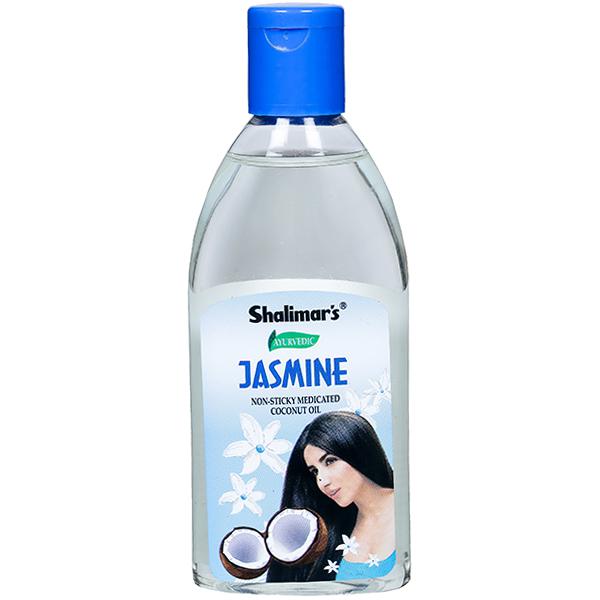 Shalimar's®
AYURVEDIC
JASMINE
NON-STICKY MEDICATED
COCONUT OIL